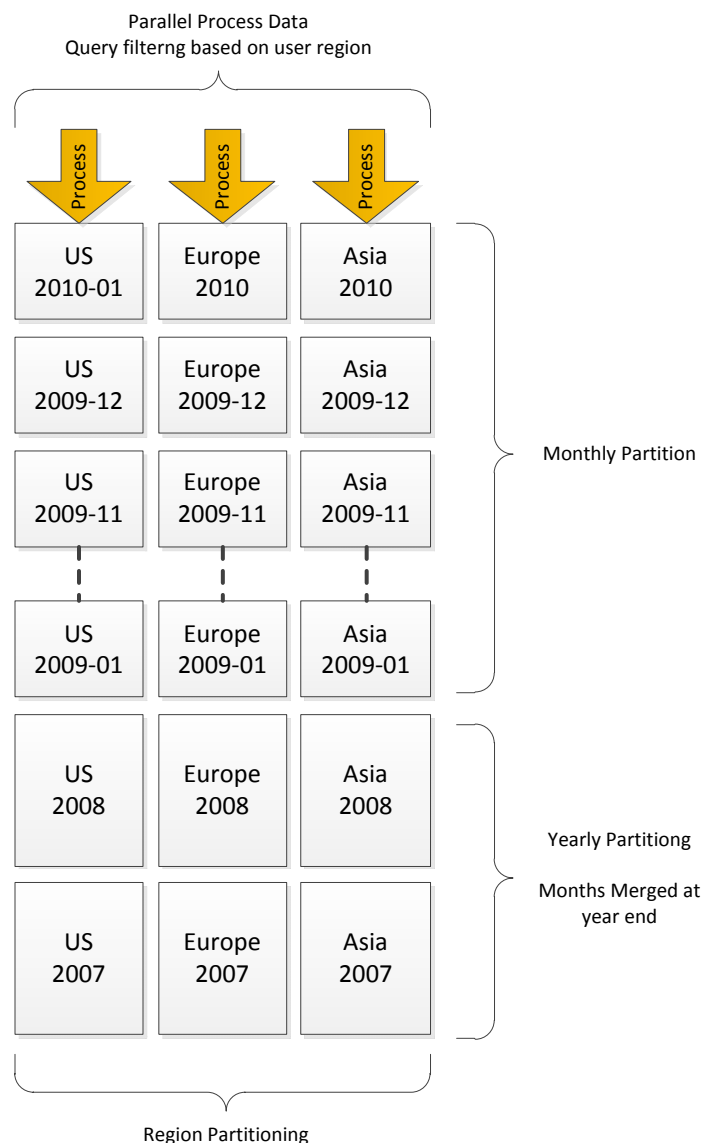 Parallel Process Data
Query filterng based on user region
Process
Process
Process
US
2010-01
Europe
2010
Asia
2010
US
2009-12
Europe
2009-12
Asia
2009-12
US
2009-11
Europe
2009-11
Asia
2009-11
Monthly Partition
US
2009-01
Europe
2009-01
Asia
2009-01
US
2008
Europe
2008
Asia
2008
Yearly Partitiong
Months Merged at
year end
US
2007
Europe
2007
Asia
2007
Region Partitioning